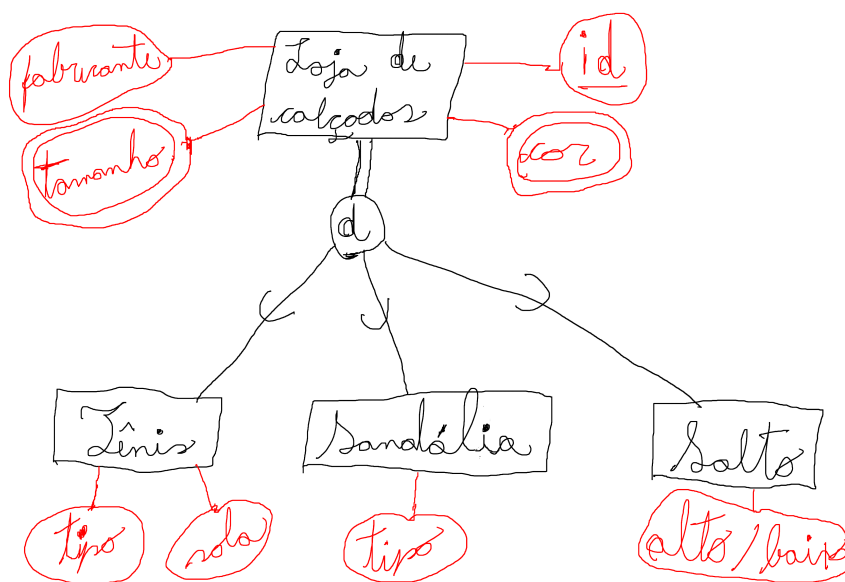 fabricante
Loja de
calçados
id
tamanho
cor
d
Tênis
Sandália
Salto
tipo
sola
tipo
alto/baixo